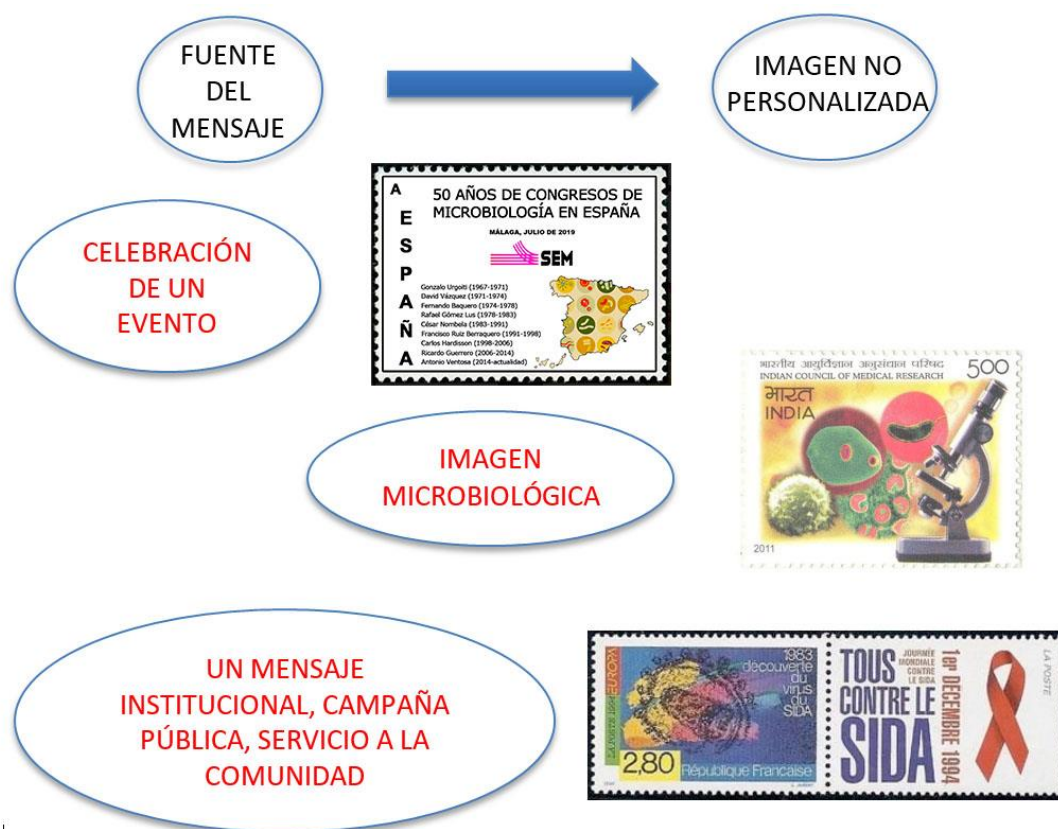 FUENTE
DEL
MENSAJE
IMAGEN NO
PERSONALIZADA
CELEBRACIÓN
DE UN
EVENTO
A
ESPAÑA
50 AÑOS DE CONGRESOS DE
MICROBIOLOGÍA EN ESPAÑA
MÁLAGA, JULIO DE 2019
SEM
Gonzalo Urgoiti (1967-1971)
David Vázquez (1971-1974)
Fernando Baquero (1974-1978)
Rafael Gómez Lus (1978-1983)
César Nombela (1983-1991)
Francisco Ruiz Berraquero (1991-1998)
Carlos Hardisson (1998-2006)
Ricardo Guerrero (2006-2014)
Antonio Ventosa (2014-actualidad)
IMAGEN
MICROBIOLÓGICA
भारतीय आयुर्विज्ञान अनुसंधान परिषद
INDIAN COUNCIL OF MEDICAL RESEARCH
500
भारत
INDIA
2011
UN MENSAJE
INSTITUCIONAL, CAMPAÑA
PÚBLICA, SERVICIO A LA
COMUNIDAD
LA POSTE 1994 EUROPA
1983
découverte
du
virus du
SIDA
2,80
République Française
TOUS
CONTRE LE
SIDA
JOURNÉE
MONDIALE
CONTRE
LE SIDA
1er DECEMBRE 1994
LA POSTE